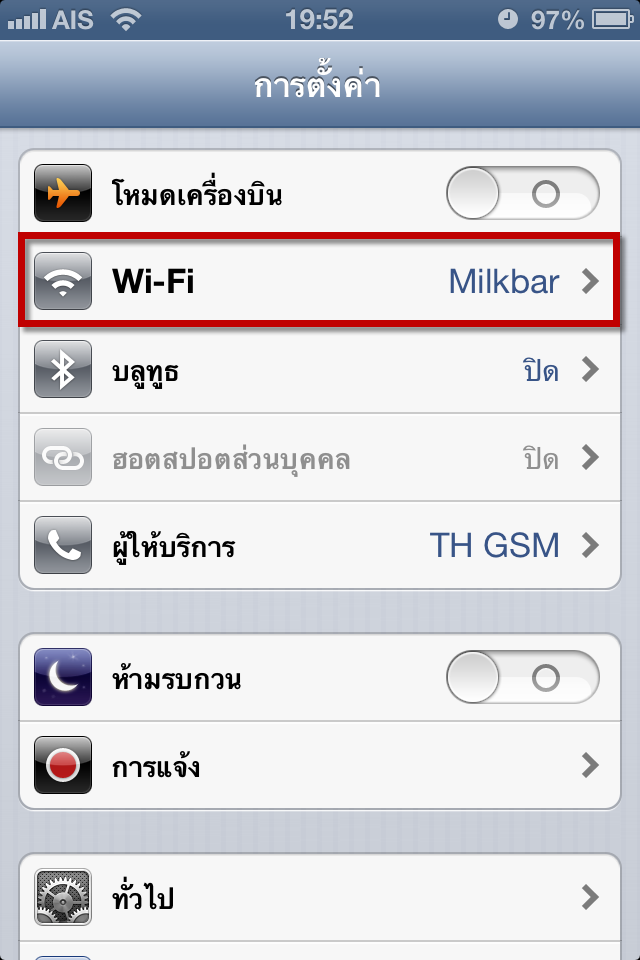 AIS 19:52 97%
การตั้งค่า
โหมดเครื่องบิน
Wi-Fi Milkbar
บลูทูธ ปิด
ฮอตสปอตส่วนบุคคล ปิด
ผู้ให้บริการ TH GSM
ห้ามรบกวน
การแจ้ง
ทั่วไป